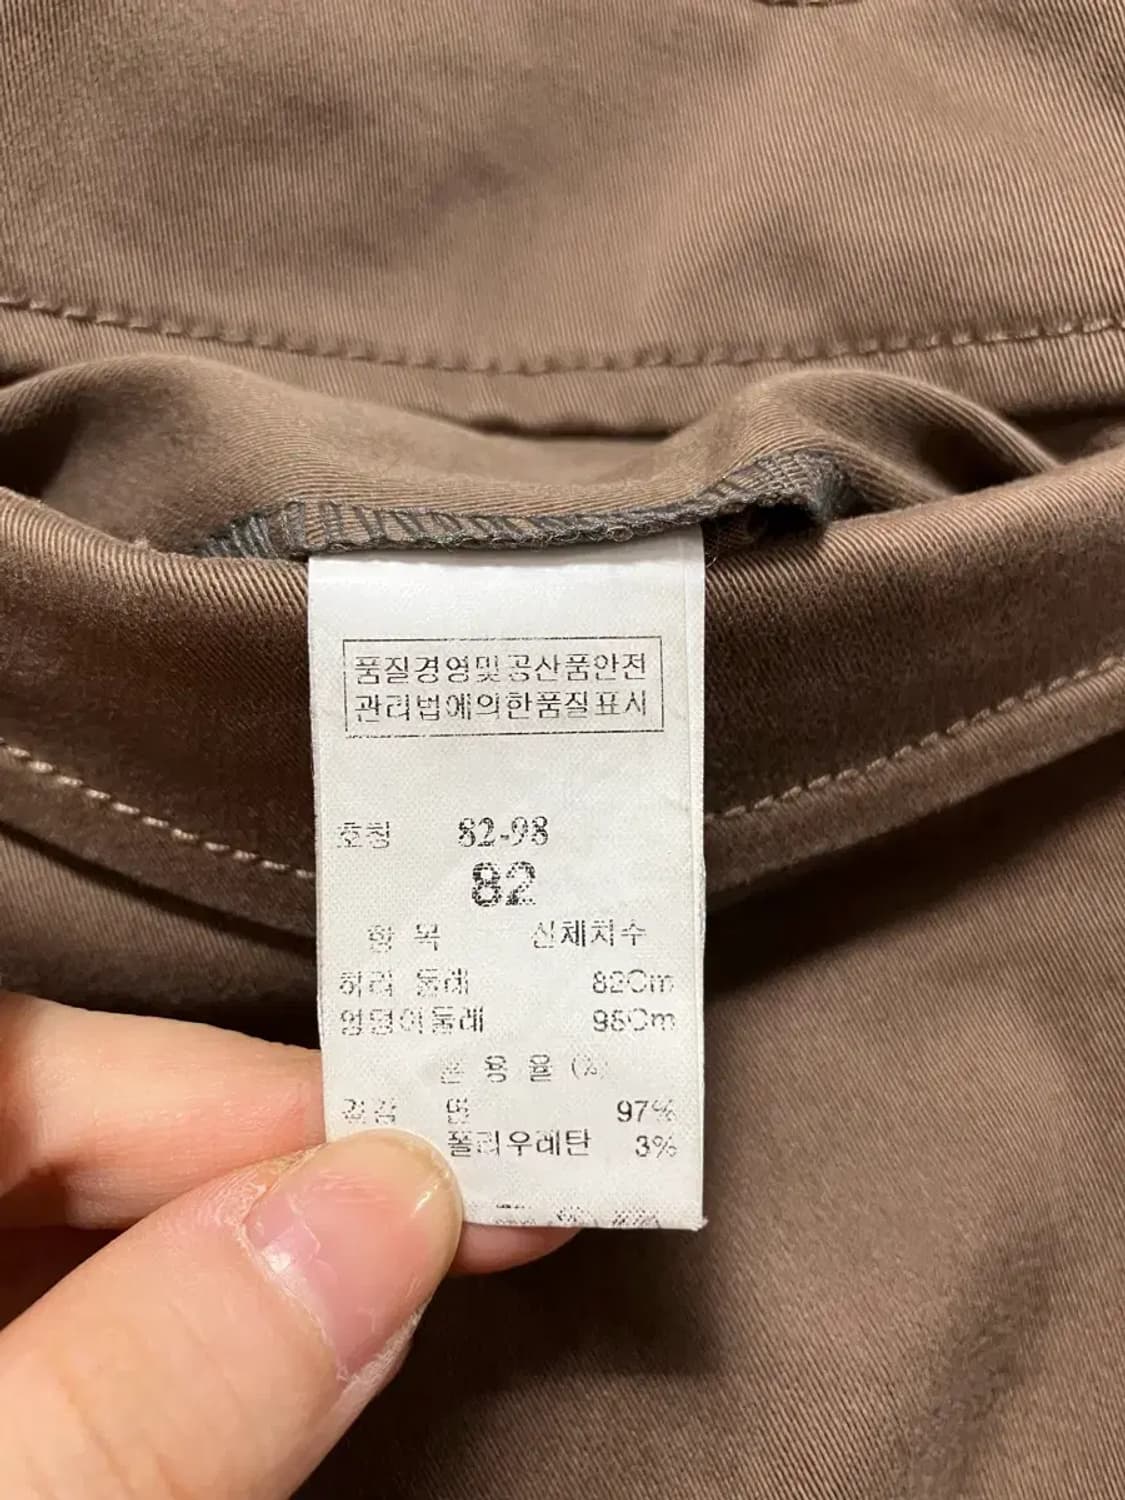 품질경영및공산품안전
관리법에의한품질표시
호칭 82-98
82
항 목 신체치수
허리 둘레 82Cm
엉덩이둘레 98Cm
혼 용 율 (%)
겉감 면 97%
폴리우레탄 3%